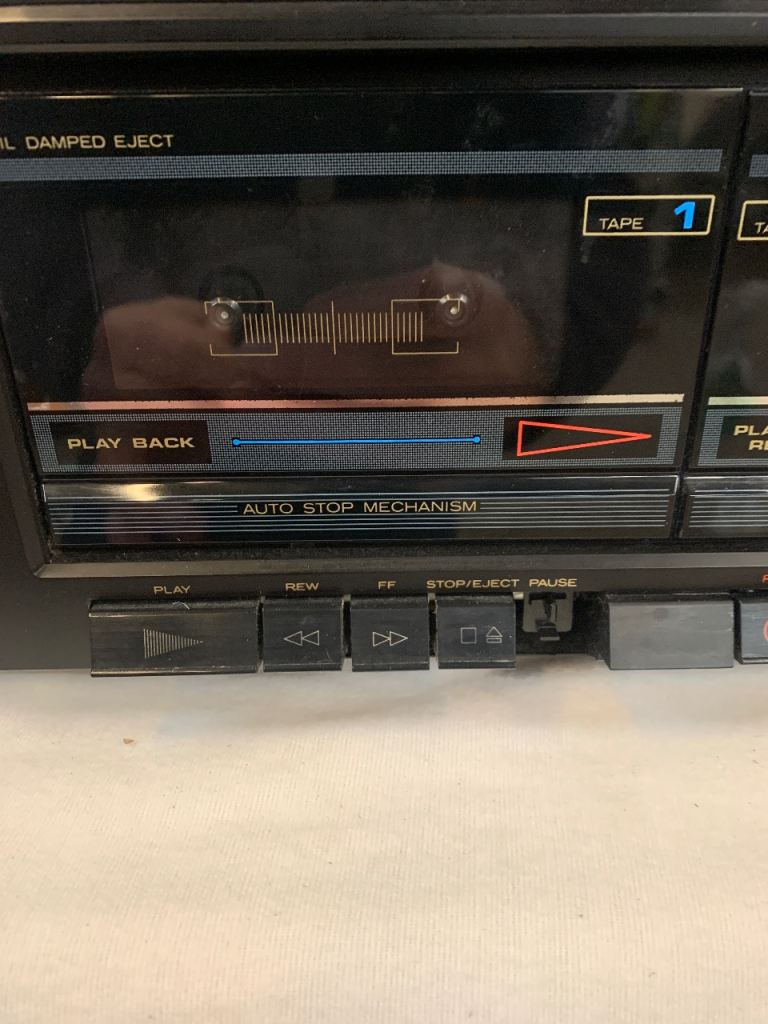 DAMPED EJECT
TAPE 1
PLAY BACK
AUTO STOP MECHANISM
PLAY
REW
FF
STOP/EJECT
PAUSE